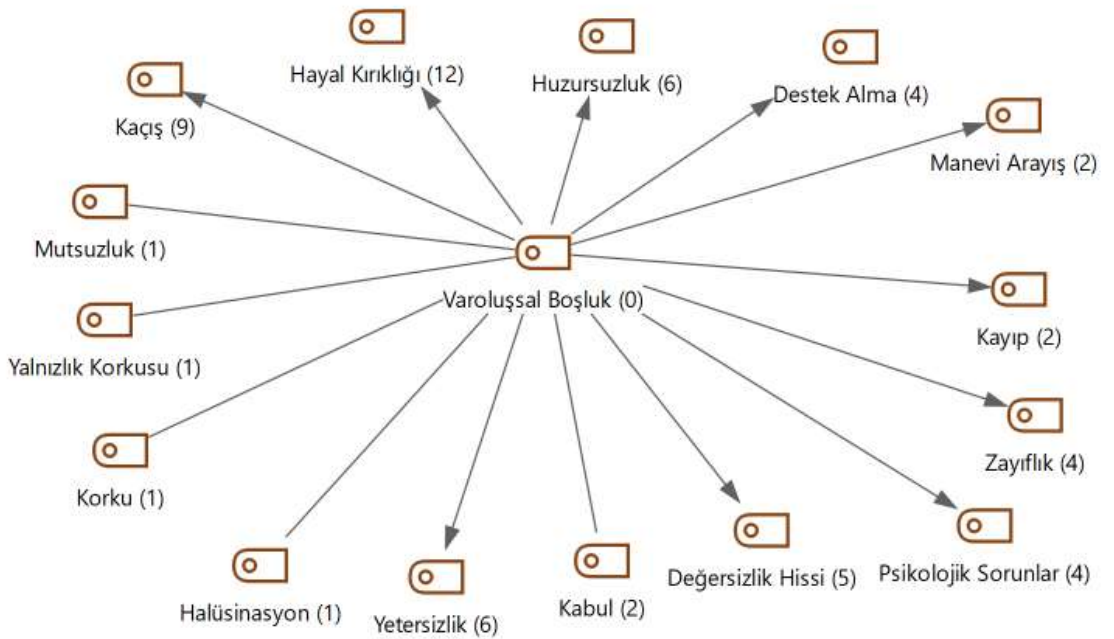 Hayal Kırıklığı (12)
Huzursuzluk (6)
Destek Alma (4)
Kaçış (9)
Manevi Arayış (2)
Mutsuzluk (1)
Varoluşsal Boşluk (0)
Kayıp (2)
Yalnızlık Korkusu (1)
Zayıflık (4)
Korku (1)
Halüsinasyon (1)
Yetersizlik (6)
Kabul (2)
Değersizlik Hissi (5)
Psikolojik Sorunlar (4)